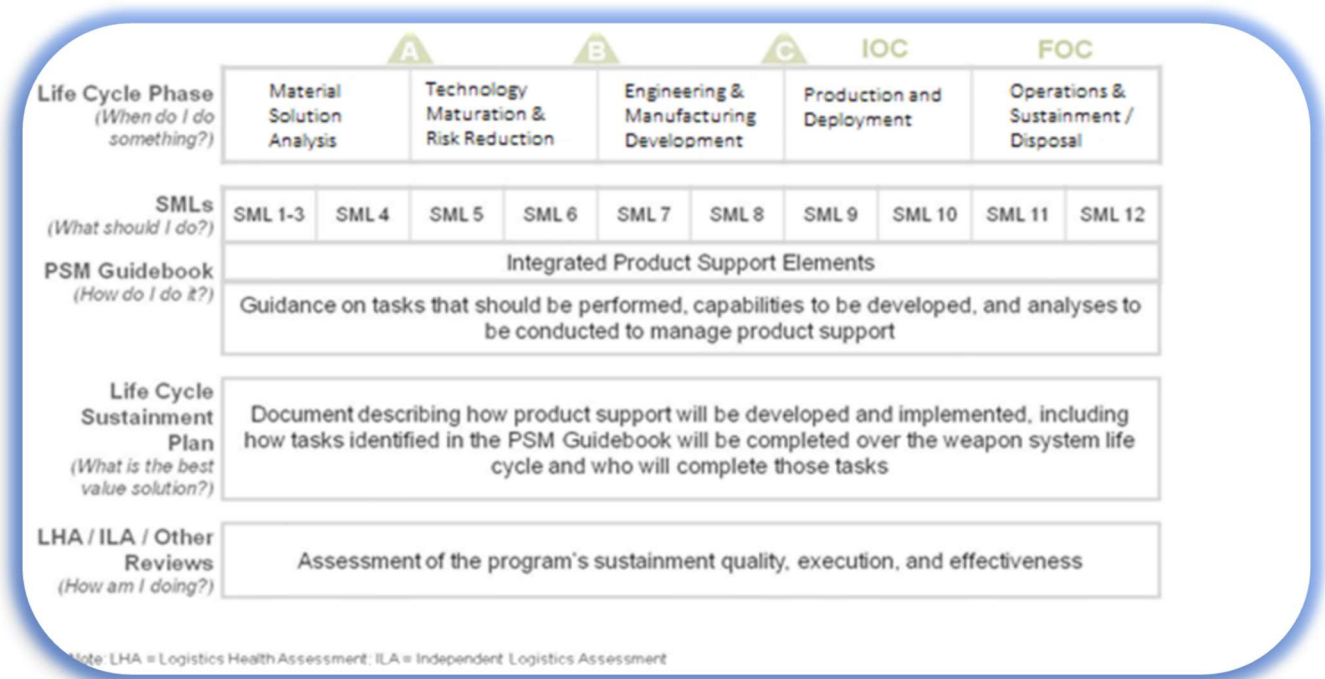 A B C IOC FOC
Life Cycle Phase
(When do I do
something?)
Material
Solution
Analysis
Technology
Maturation &
Risk Reduction
Engineering &
Manufacturing
Development
Production and
Deployment
Operations &
Sustainment /
Disposal
SMLs
(What should I do?)
SML 1-3 SML 4 SML 5 SML 6 SML 7 SML 8 SML 9 SML 10 SML 11 SML 12
PSM Guidebook
(How do I do it?)
Integrated Product Support Elements
Guidance on tasks that should be performed, capabilities to be developed, and analyses to
be conducted to manage product support
Life Cycle
Sustainment
Plan
(What is the best
value solution?)
Document describing how product support will be developed and implemented, including
how tasks identified in the PSM Guidebook will be completed over the weapon system life
cycle and who will complete those tasks
LHA / ILA / Other
Reviews
(How am I doing?)
Assessment of the program's sustainment quality, execution, and effectiveness
Note: LHA = Logistics Health Assessment; ILA = Independent Logistics Assessment